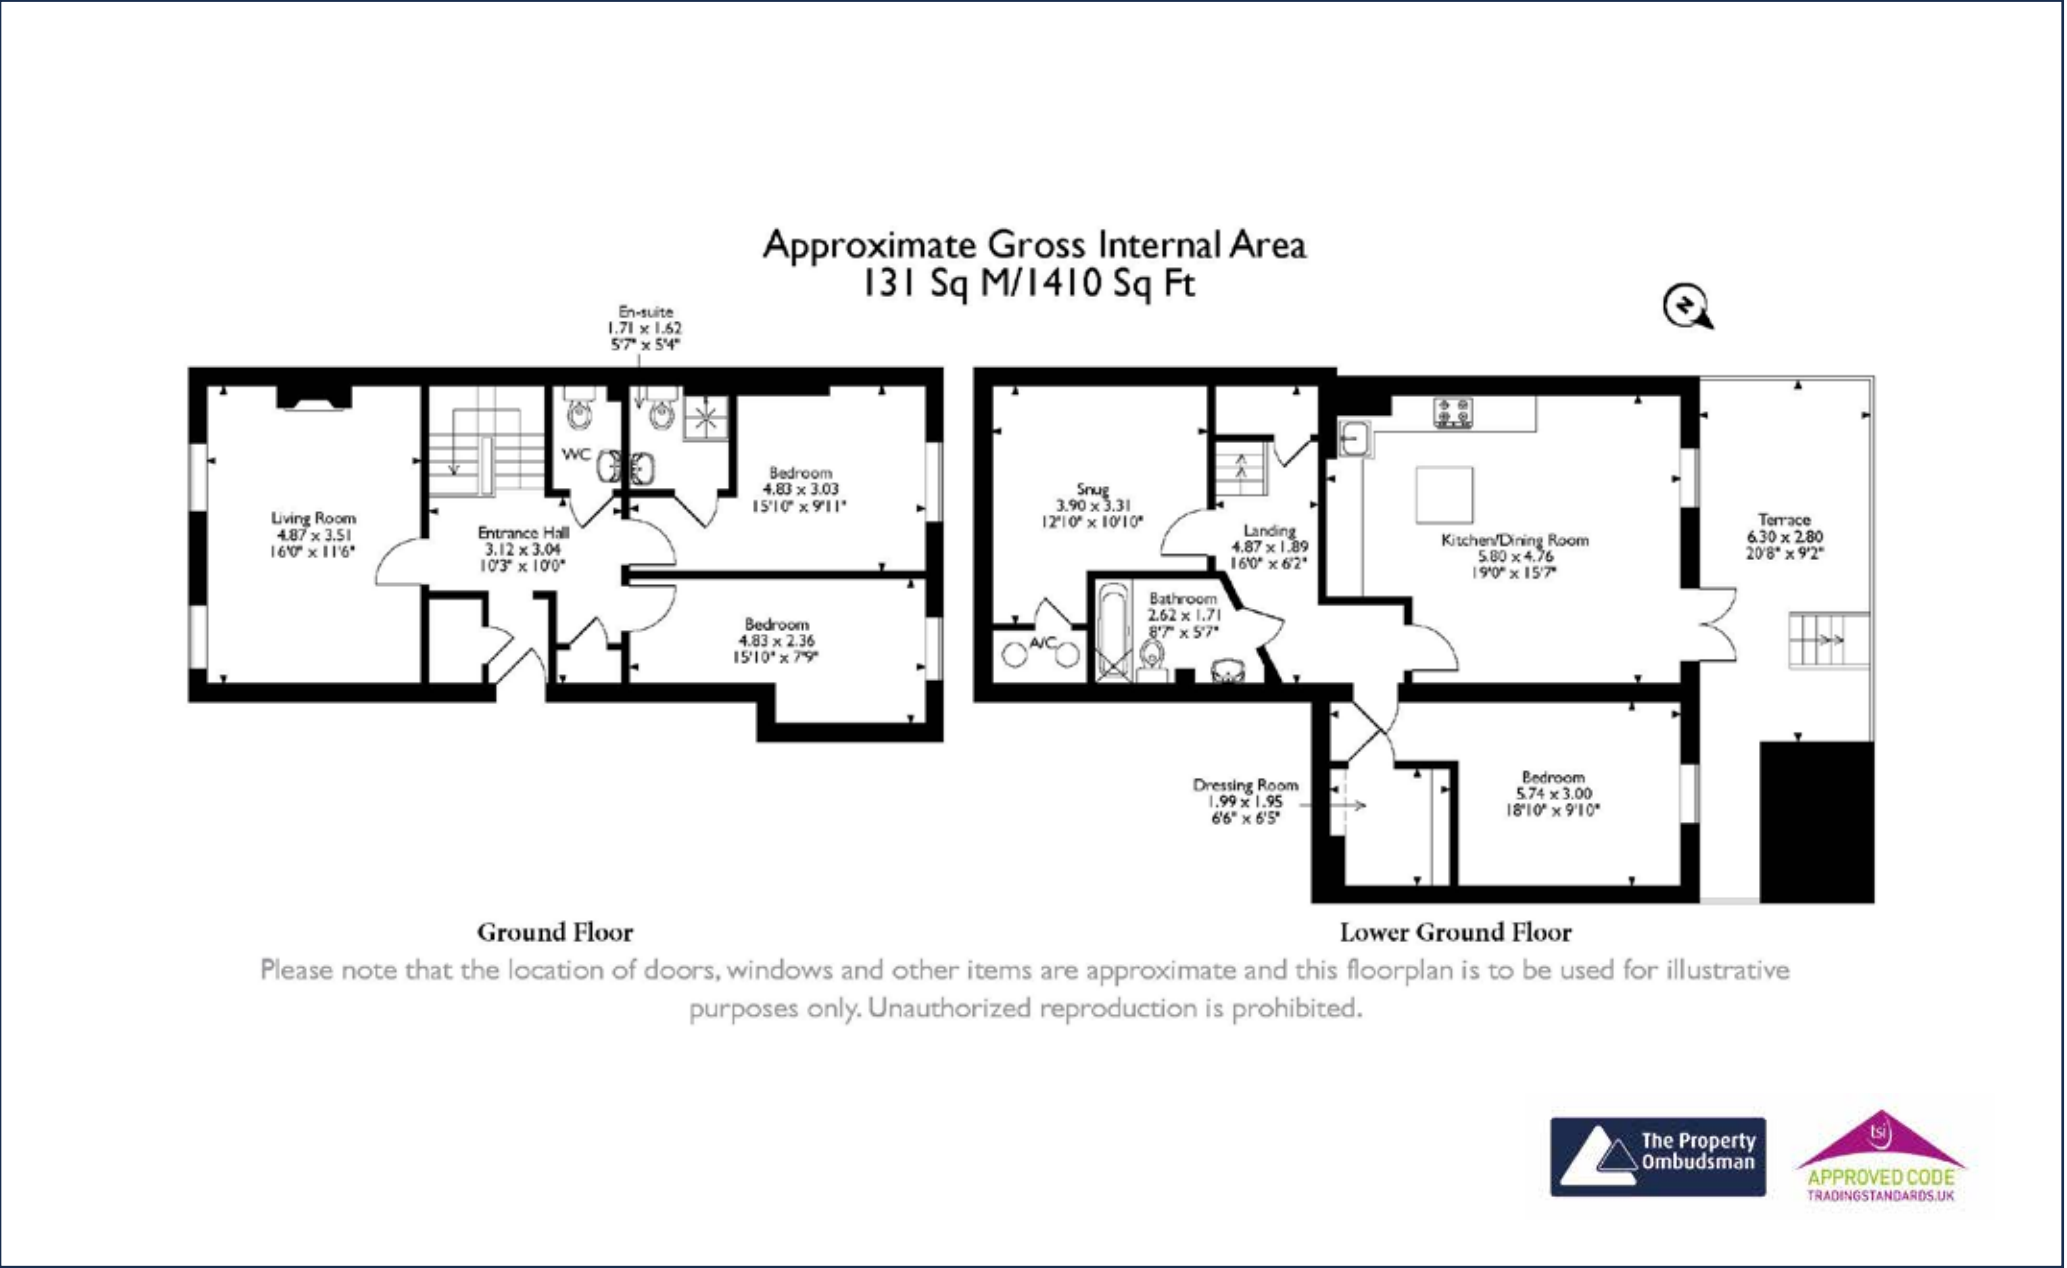 Approximate Gross Internal Area
131 Sq M/1410 Sq Ft
N
En-suite
1.71 x 1.62
5'7" x 5'4"
WC
Bedroom
4.83 x 3.03
15'10" x 9'11"
Living Room
4.87 x 3.51
16'0" x 11'6"
Entrance Hall
3.12 x 3.04
10'3" x 10'0"
Bedroom
4.83 x 2.36
15'10" x 7'9"
Snug
3.90 x 3.31
12'10" x 10'10"
Landing
4.87 x 1.89
16'0" x 6'2"
Kitchen/Dining Room
5.80 x 4.76
19'0" x 15'7"
Terrace
6.30 x 2.80
20'8" x 9'2"
Bathroom
2.62 x 1.71
8'7" x 5'7"
A/C
Dressing Room
1.99 x 1.95
6'6" x 6'5"
Bedroom
5.74 x 3.00
18'10" x 9'10"
Ground Floor
Lower Ground Floor
Please note that the location of doors, windows and other items are approximate and this floorplan is to be used for illustrative
purposes only. Unauthorized reproduction is prohibited.
The Property
Ombudsman
tsi
APPROVED CODE
TRADINGSTANDARDS.UK